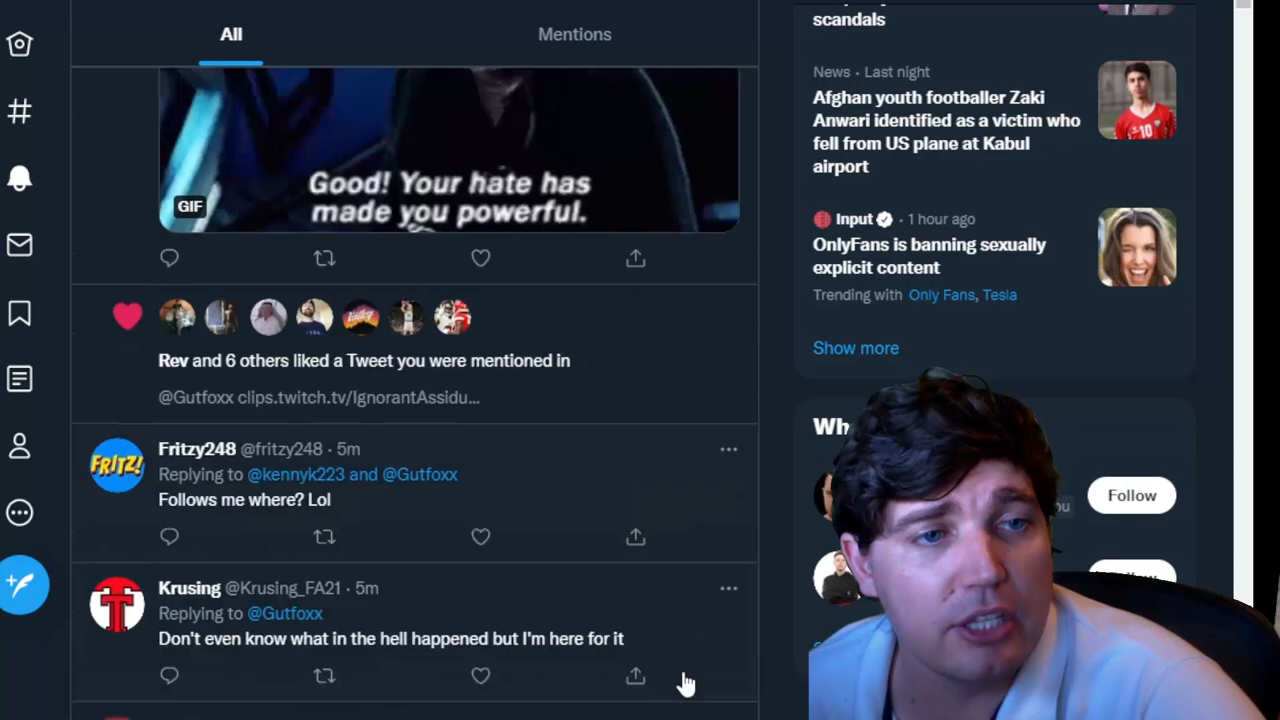 All
Mentions
Good! Your hate has
made you powerful.
GIF
Rev and 6 others liked a Tweet you were mentioned in
@Gutfoxx clips.twitch.tv/IgnorantAssidu...
Fritzy248 @fritzy248 · 5m
Replying to @kennyk223 and @Gutfoxx
Follows me where? Lol
FRITZ!
Krusing @Krusing_FA21 · 5m
Replying to @Gutfoxx
Don't even know what in the hell happened but I'm here for it
scandals
News · Last night
Afghan youth footballer Zaki
Anwari identified as a victim who
fell from US plane at Kabul
airport
10
Input · 1 hour ago
OnlyFans is banning sexually
explicit content
Trending with Only Fans, Tesla
Show more
Follow